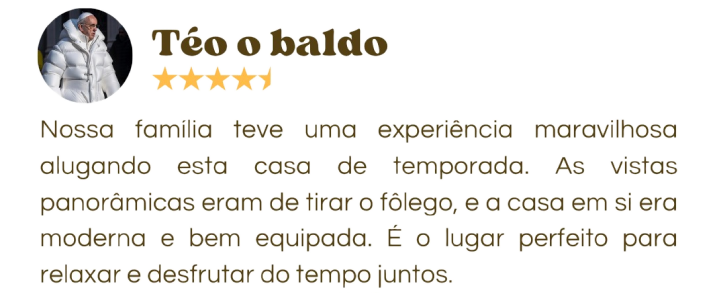 Téo o baldo
Nossa família teve uma experiência maravilhosa
alugando esta casa de temporada. As vistas
panorâmicas eram de tirar o fôlego, e a casa em si era
moderna e bem equipada. É o lugar perfeito para
relaxar e desfrutar do tempo juntos.